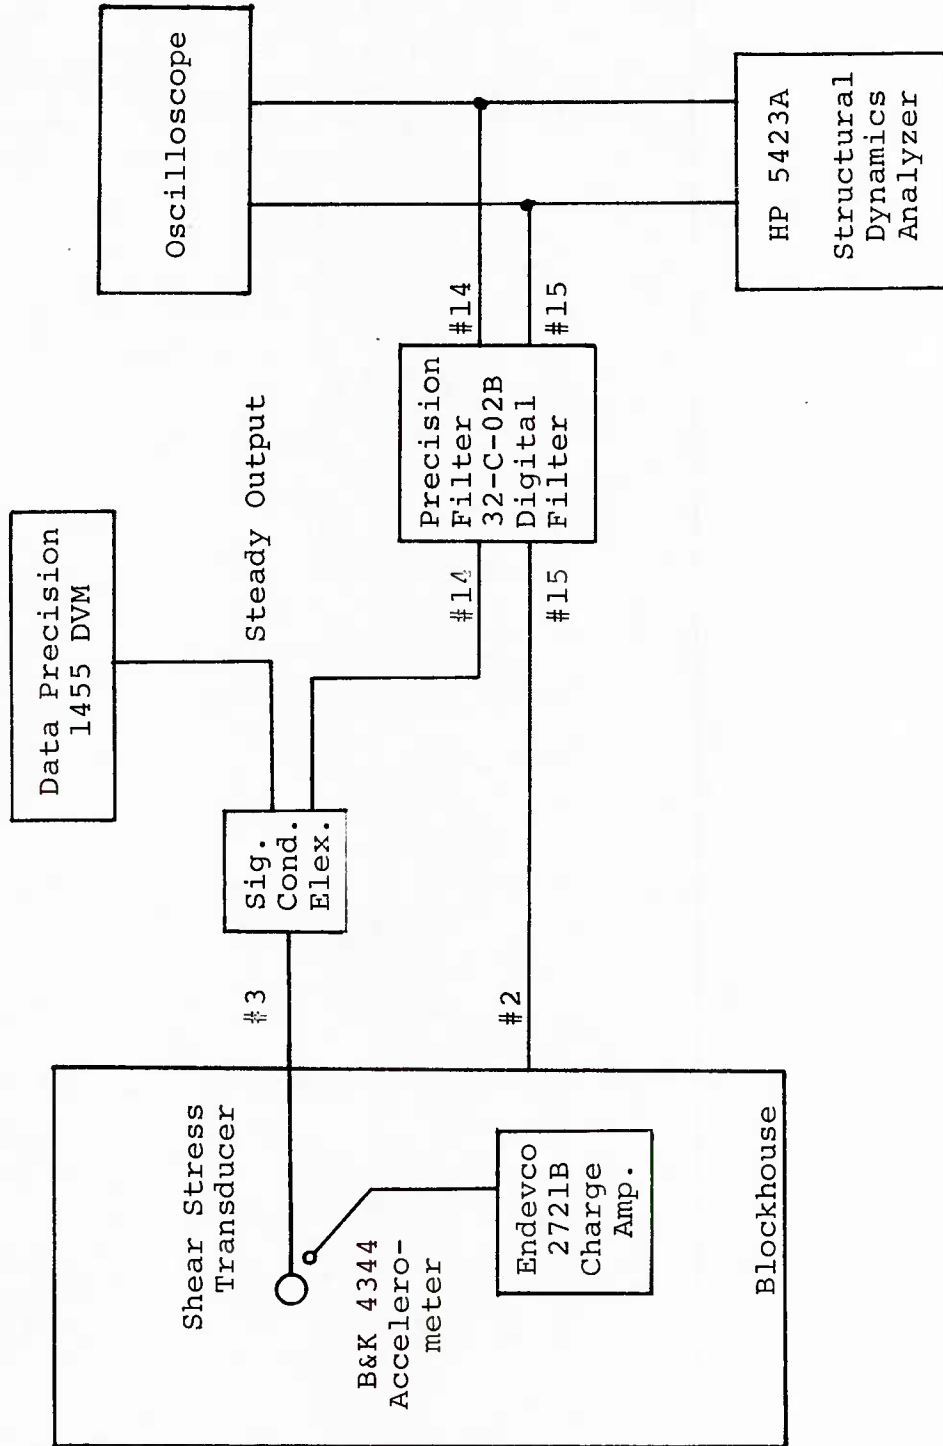 Shear Stress
Transducer
B&K 4344
Accelero-
meter
Endevco
2721B
Charge
Amp.
Blockhouse
#3
#2
Sig.
Cond.
Elex.
Data Precision
1455 DVM
Steady Output
#14
#15
Precision
Filter
32-C-02B
Digital
Filter
#14
#15
Oscilloscope
HP 5423A
Structural
Dynamics
Analyzer